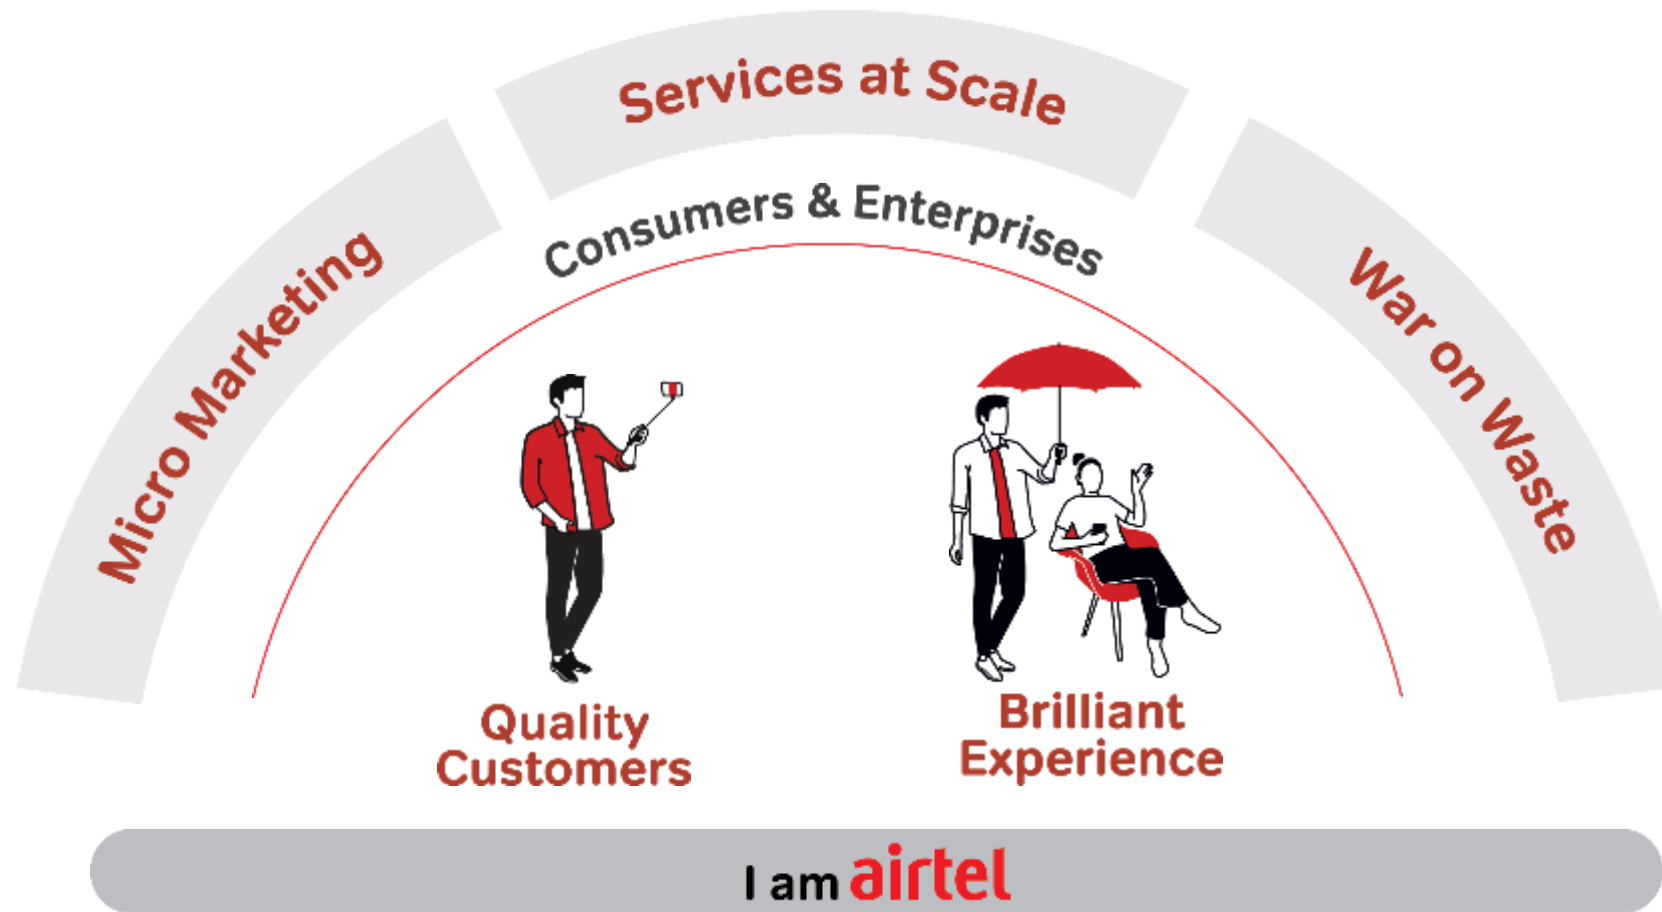 Services at Scale
Micro Marketing
War on Waste
Consumers & Enterprises
Quality
Customers
Brilliant
Experience
I am airtel